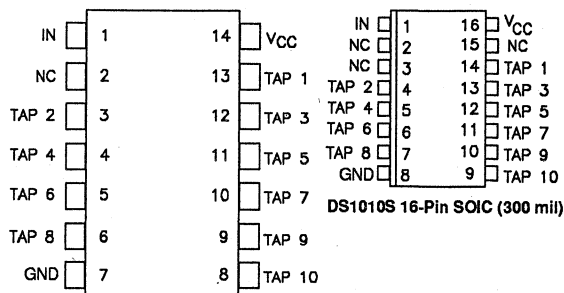 IN 1 14 VCC
NC 2 13 TAP 1
TAP 2 3 12 TAP 3
TAP 4 4 11 TAP 5
TAP 6 5 10 TAP 7
TAP 8 6 9 TAP 9
GND 7 8 TAP 10
IN 1 16 VCC
NC 2 15 NC
NC 3 14 TAP 1
TAP 2 4 13 TAP 3
TAP 4 5 12 TAP 5
TAP 6 6 11 TAP 7
TAP 8 7 10 TAP 9
GND 8 9 TAP 10
DS1010S 16-Pin SOIC (300 mil)